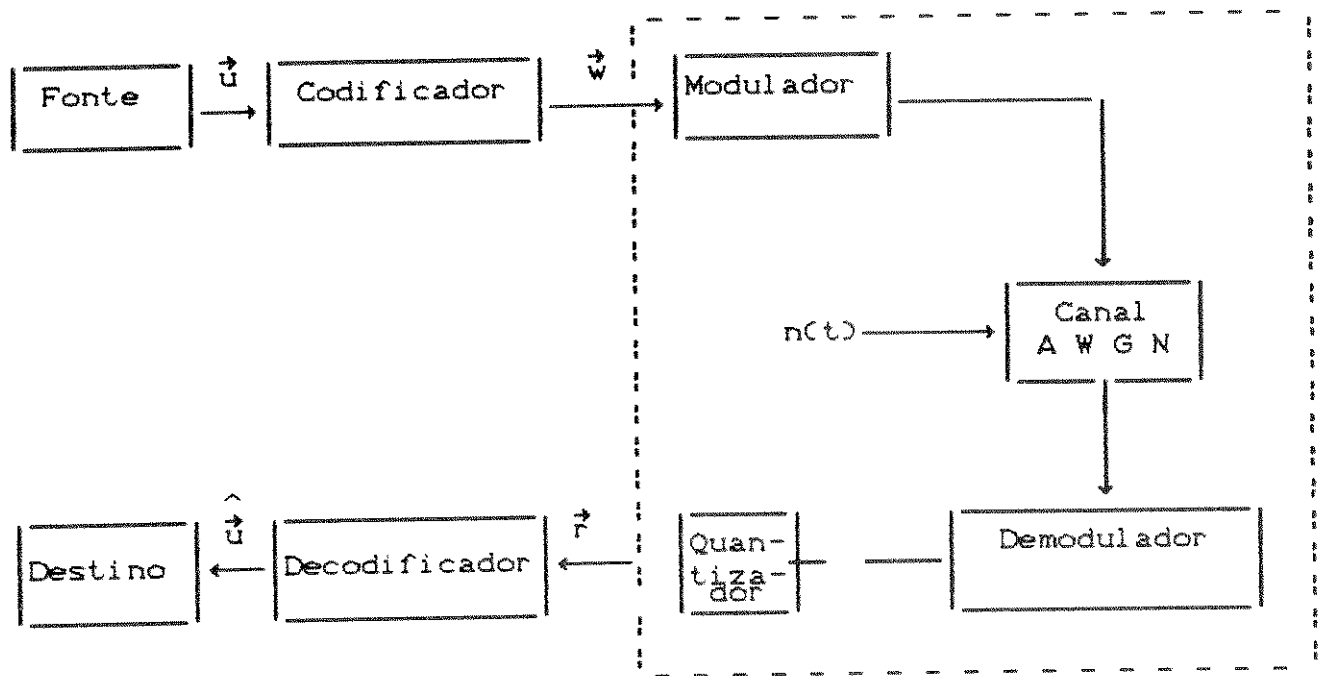 Fonte
u⃗
Codificador
w⃗
Modulador
n(t)
Canal
A W G N
Demodulador
Quan-
tiza-
dor
r⃗
Decodificador
û⃗
Destino